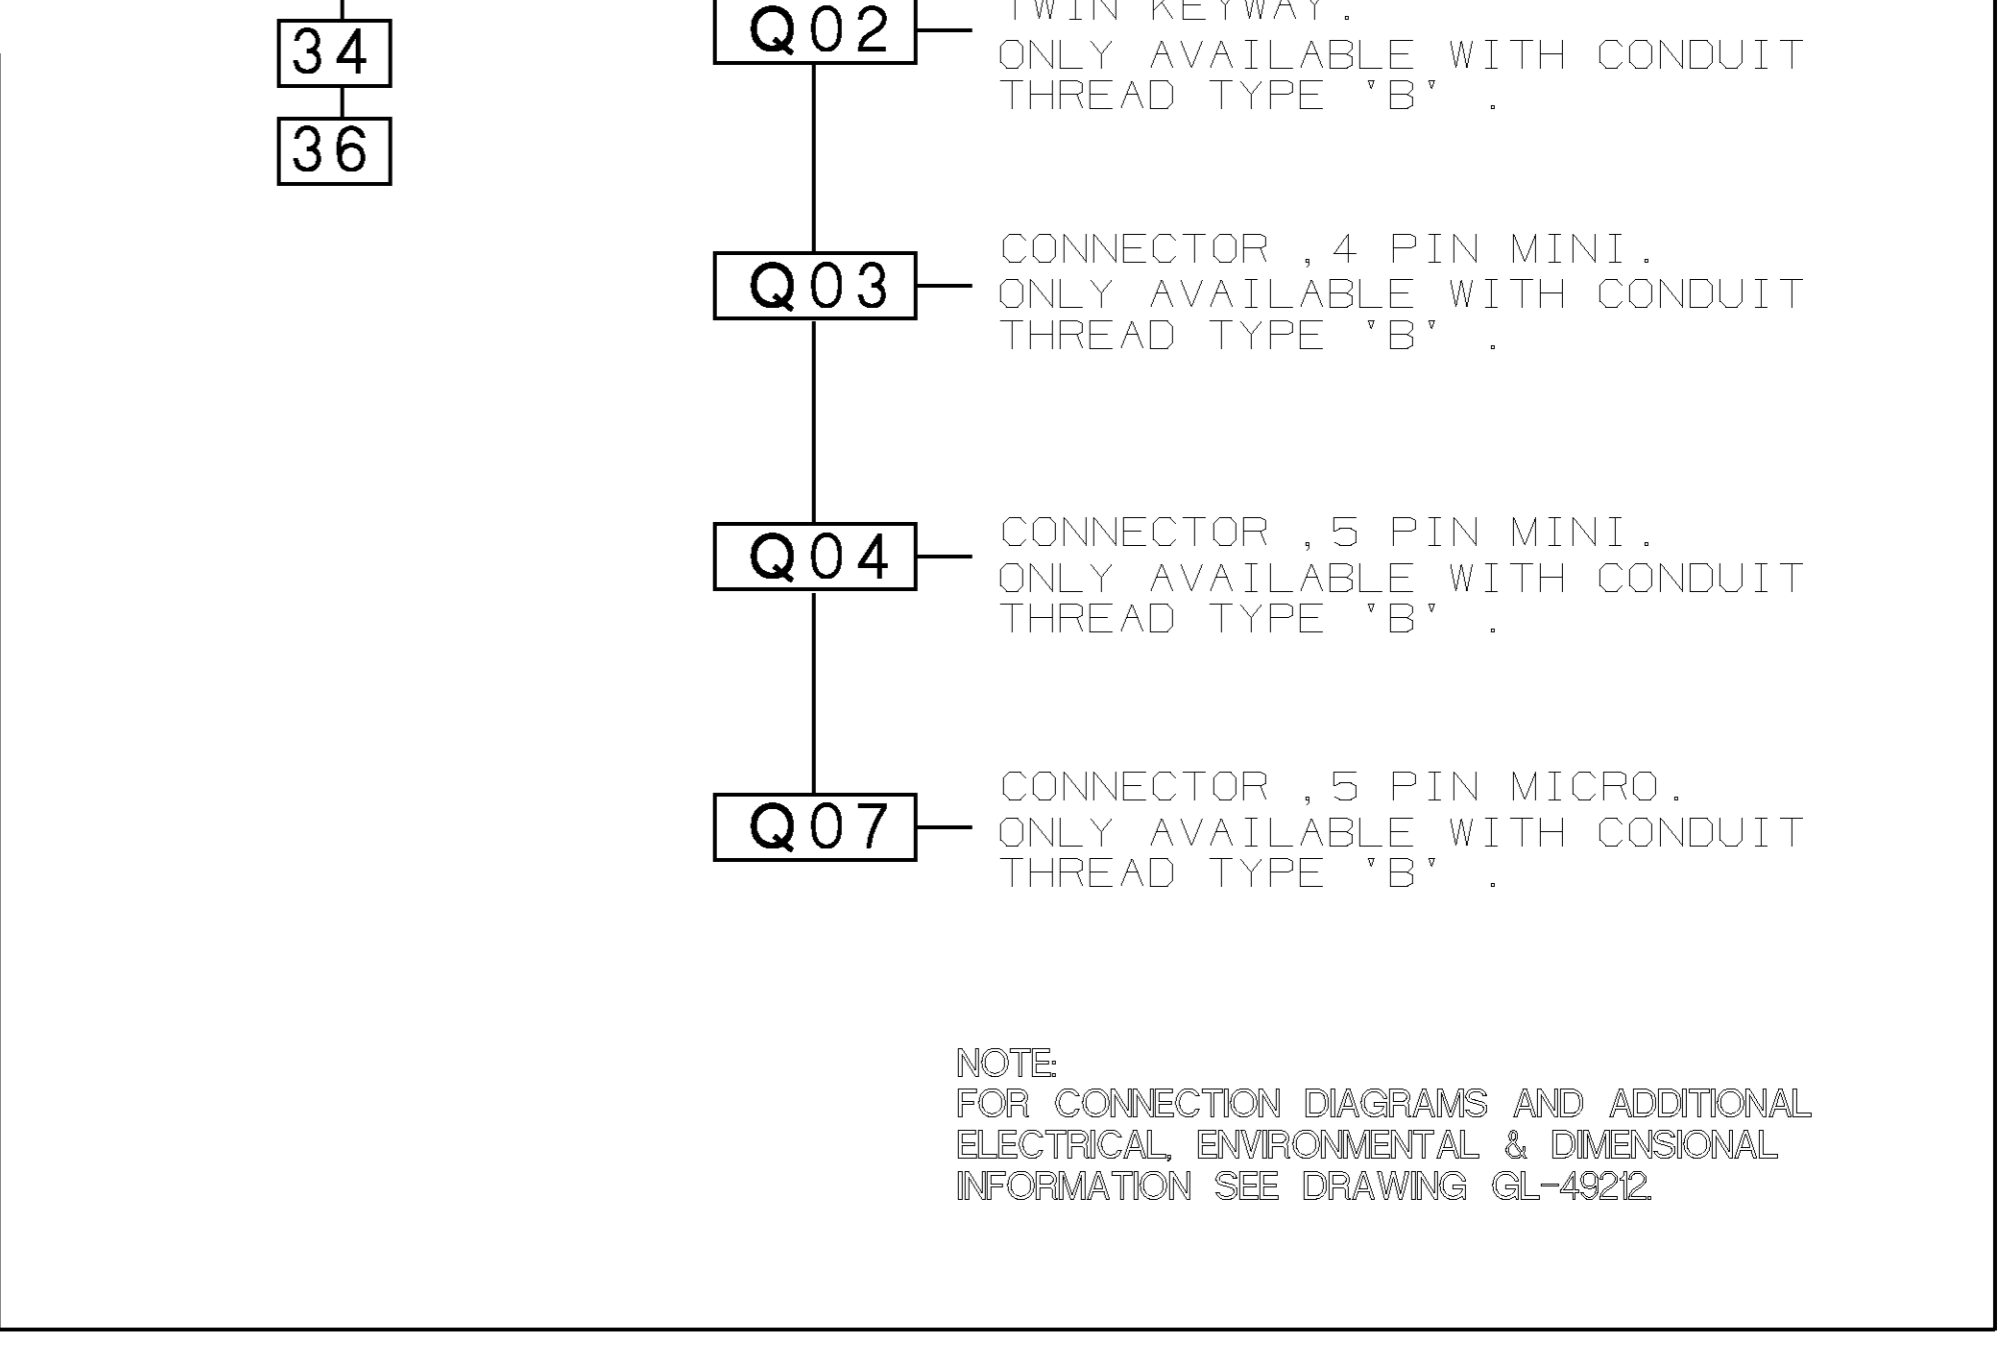 34
36
Q02
TWIN KEYWAY.
ONLY AVAILABLE WITH CONDUIT
THREAD TYPE 'B' .
Q03
CONNECTOR ,4 PIN MINI.
ONLY AVAILABLE WITH CONDUIT
THREAD TYPE 'B' .
Q04
CONNECTOR ,5 PIN MINI.
ONLY AVAILABLE WITH CONDUIT
THREAD TYPE 'B' .
Q07
CONNECTOR ,5 PIN MICRO.
ONLY AVAILABLE WITH CONDUIT
THREAD TYPE 'B' .
NOTE:
FOR CONNECTION DIAGRAMS AND ADDITIONAL
ELECTRICAL, ENVIRONMENTAL & DIMENSIONAL
INFORMATION SEE DRAWING GL-49212.